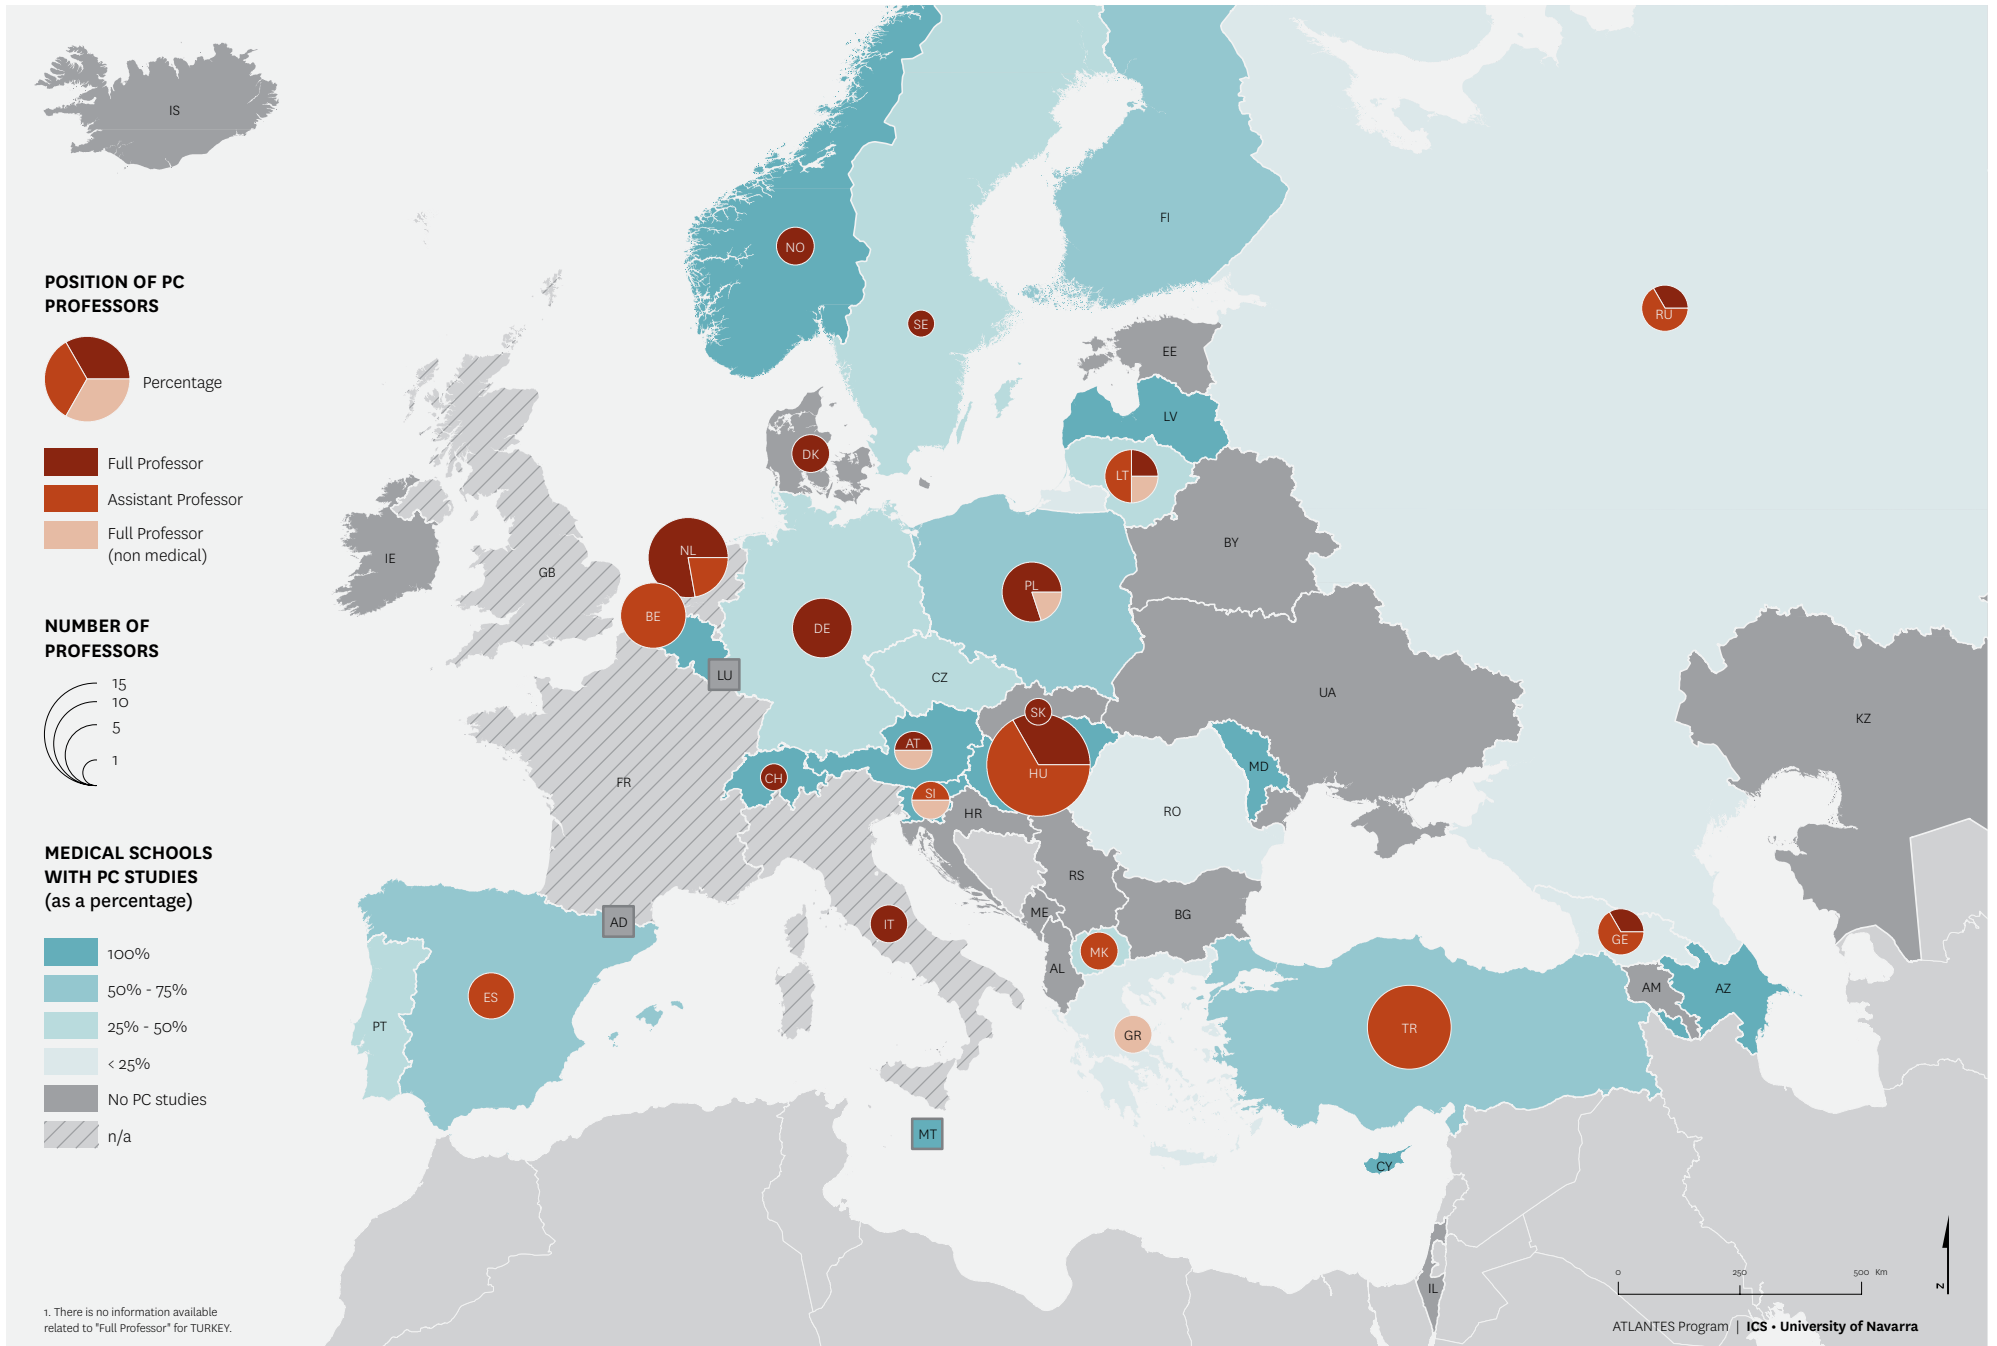 IS
POSITION OF PC
PROFESSORS
Percentage
Full Professor
Assistant Professor
Full Professor
(non medical)
NUMBER OF
PROFESSORS
15
10
5
1
MEDICAL SCHOOLS
WITH PC STUDIES
(as a percentage)
100%
50% - 75%
25% - 50%
< 25%
No PC studies
n/a
1. There is no information available
related to "Full Professor" for TURKEY.
NO
FI
SE
RU
EE
LV
DK
LT
BY
IE
GB
NL
BE
DE
PL
LU
CZ
UA
KZ
SK
AT
HU
MD
CH
SI
HR
RO
FR
RS
ME
BG
AD
IT
MK
GE
AL
AM
AZ
ES
PT
GR
TR
MT
CY
IL
0 250 500 Km
N
ATLANTES Program | ICS • University of Navarra